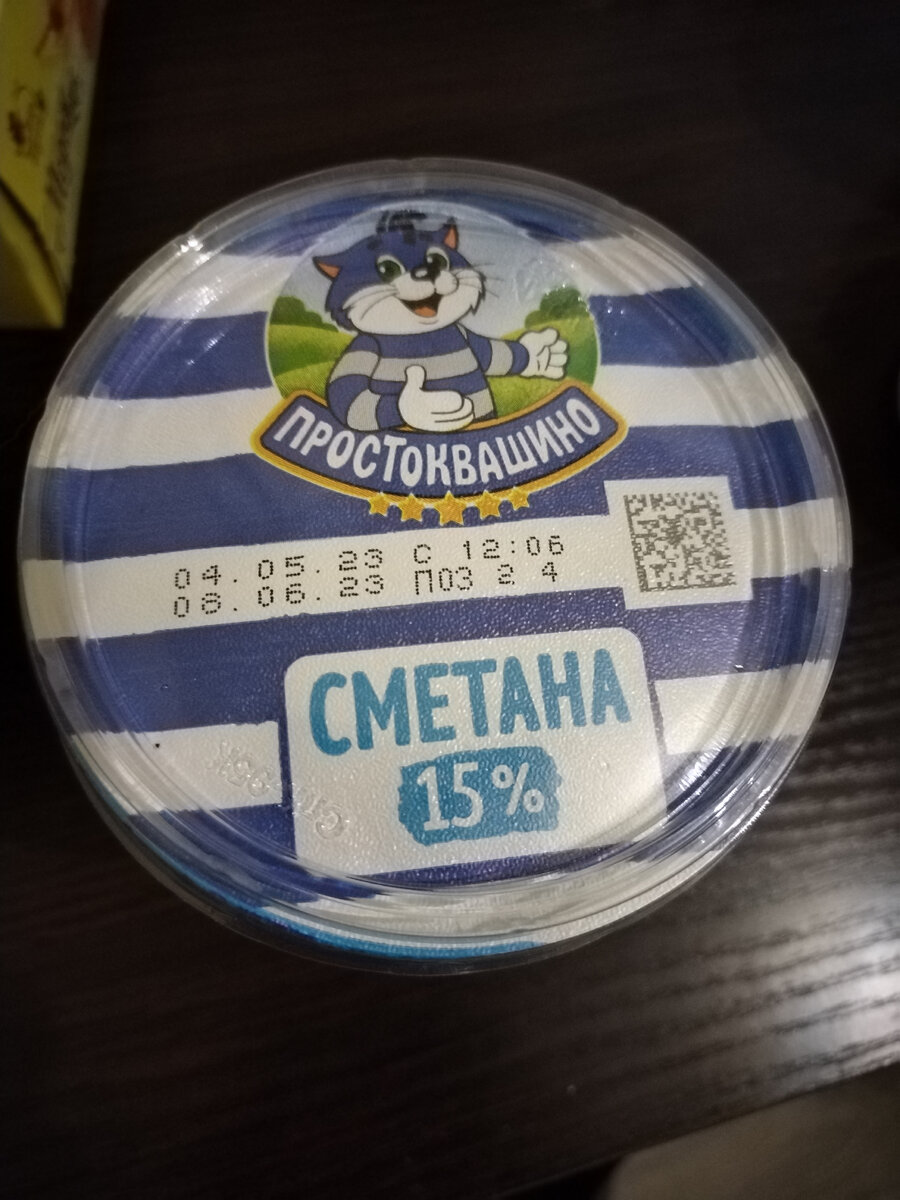 ПРОСТОКВАШИНО
04.05.23 С 12:06
08.06.23 ПОЗ 2 4
СМЕТАНА
15%